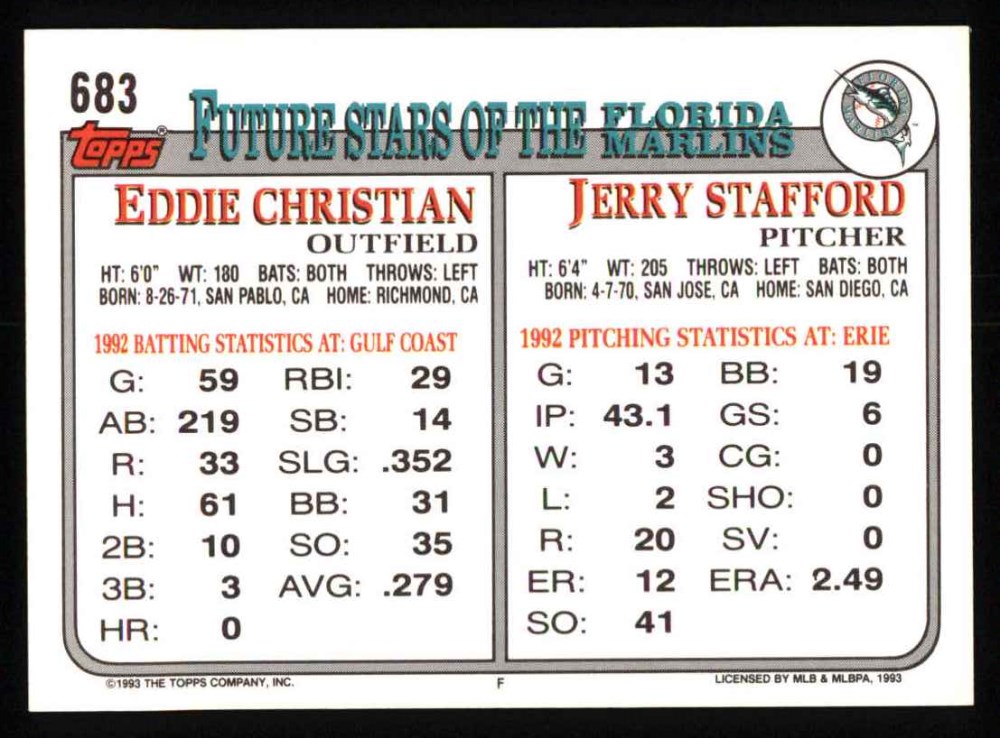 683
Topps®
FUTURE STARS OF THE FLORIDA MARLINS
FLORIDA
MARLINS
EDDIE CHRISTIAN
OUTFIELD
HT: 6'0" WT: 180 BATS: BOTH THROWS: LEFT
BORN: 8-26-71, SAN PABLO, CA HOME: RICHMOND, CA
1992 BATTING STATISTICS AT: GULF COAST
G: 59 RBI: 29
AB: 219 SB: 14
R: 33 SLG: .352
H: 61 BB: 31
2B: 10 SO: 35
3B: 3 AVG: .279
HR: 0
JERRY STAFFORD
PITCHER
HT: 6'4" WT: 205 THROWS: LEFT BATS: BOTH
BORN: 4-7-70, SAN JOSE, CA HOME: SAN DIEGO, CA
1992 PITCHING STATISTICS AT: ERIE
G: 13 BB: 19
IP: 43.1 GS: 6
W: 3 CG: 0
L: 2 SHO: 0
R: 20 SV: 0
ER: 12 ERA: 2.49
SO: 41
©1993 THE TOPPS COMPANY, INC.
F
LICENSED BY MLB & MLBPA, 1993